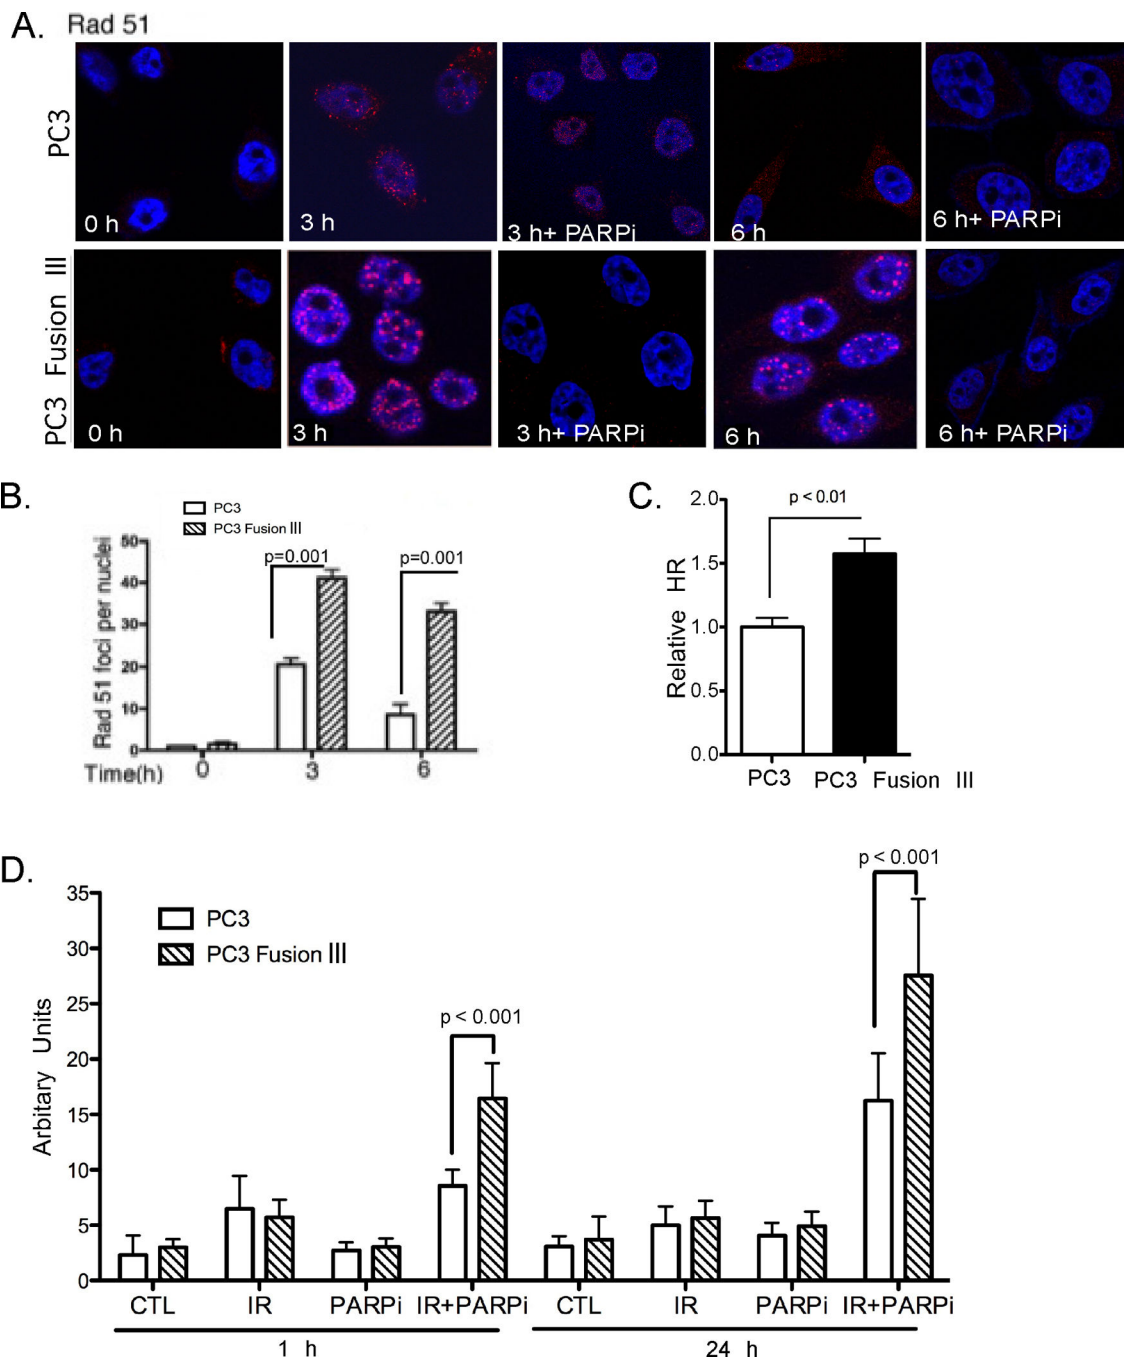 A. Rad 51
PC3
0 h
3 h
3 h+ PARPi
6 h
6 h+ PARPi
PC3 Fusion III
0 h
3 h
3 h+ PARPi
6 h
6 h+ PARPi
B.
PC3
PC3 Fusion III
Rad 51 foci per nuclei
50
40
30
20
10
0
p=0.001
p=0.001
Time(h)
0
3
6
C.
Relative HR
2.0
1.5
1.0
0.5
0.0
p < 0.01
PC3
PC3 Fusion III
D.
Arbitary Units
35
30
25
20
15
10
5
0
PC3
PC3 Fusion III
p < 0.001
p < 0.001
CTL IR PARPi IR+PARPi CTL IR PARPi IR+PARPi
1 h 24 h